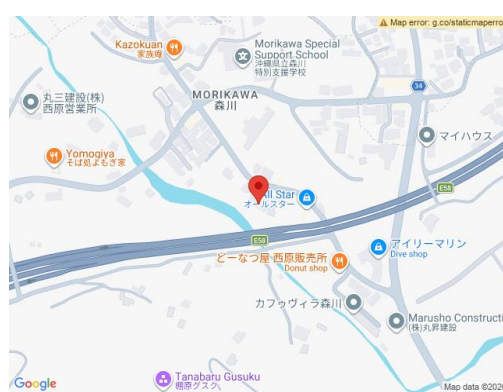 Map error: g.co/staticmaperro
Kazokuan
家族庵
Morikawa Special
Support School
沖縄県立森川
特別支援学校
34
丸三建設(株)
西原営業所
MORIKAWA
森川
マイハウス
Yomogiya
そば処よもぎ家
E58
All Star
オールスター
E58
アイリーマリン
Dive shop
どーなつ屋 西原販売所
Donut shop
カフゥヴィラ森川
Marusho Constructi
(株)丸昇建設
Tanabaru Gusuku
棚原グスク
Google
Map data ©2026